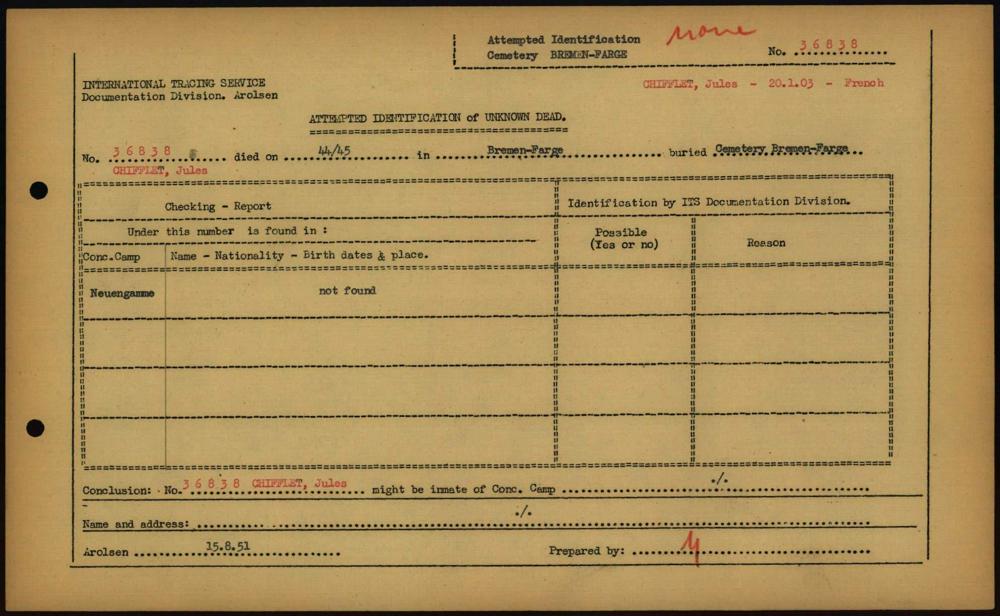 Attempted Identification none
Cemetery BREMEN-FARGE No. 36838
INTERNATIONAL TRACING SERVICE CHIFFLET, Jules - 20.1.03 - French
Documentation Division. Arolsen
ATTEMPTED IDENTIFICATION of UNKNOWN DEAD.
No. 36838 died on 44/45 in Bremen-Farge buried Cemetery Bremen-Farge
CHIFFLET, Jules
Checking - Report Identification by ITS Documentation Division.
Under this number is found in : Possible (Yes or no) Reason
Conc.Camp Name - Nationality - Birth dates & place.
Neuengamme not found
Conclusion: No. 36838 CHIFFLET, Jules might be inmate of Conc. Camp ./.
Name and address: ./.
Arolsen 15.8.51 Prepared by: